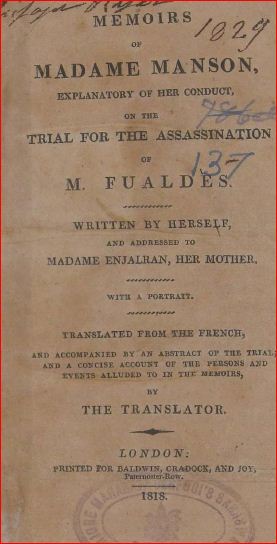 1829
MEMOIRS
OF
MADAME MANSON,
EXPLANATORY OF HER CONDUCT,
ON THE
TRIAL FOR THE ASSASSINATION
OF
137
M. FUALDÈS.
WRITTEN BY HERSELF,
AND ADDRESSED TO
MADAME ENJALRAN, HER MOTHER.
WITH A PORTRAIT.
TRANSLATED FROM THE FRENCH,
AND ACCOMPANIED BY AN ABSTRACT OF THE TRIAL,
AND A CONCISE ACCOUNT OF THE PERSONS AND
EVENTS ALLUDED TO IN THE MEMOIRS,
BY
THE TRANSLATOR.
LONDON:
PRINTED FOR BALDWIN, CRADOCK, AND JOY,
Paternoster-Row.
1818.